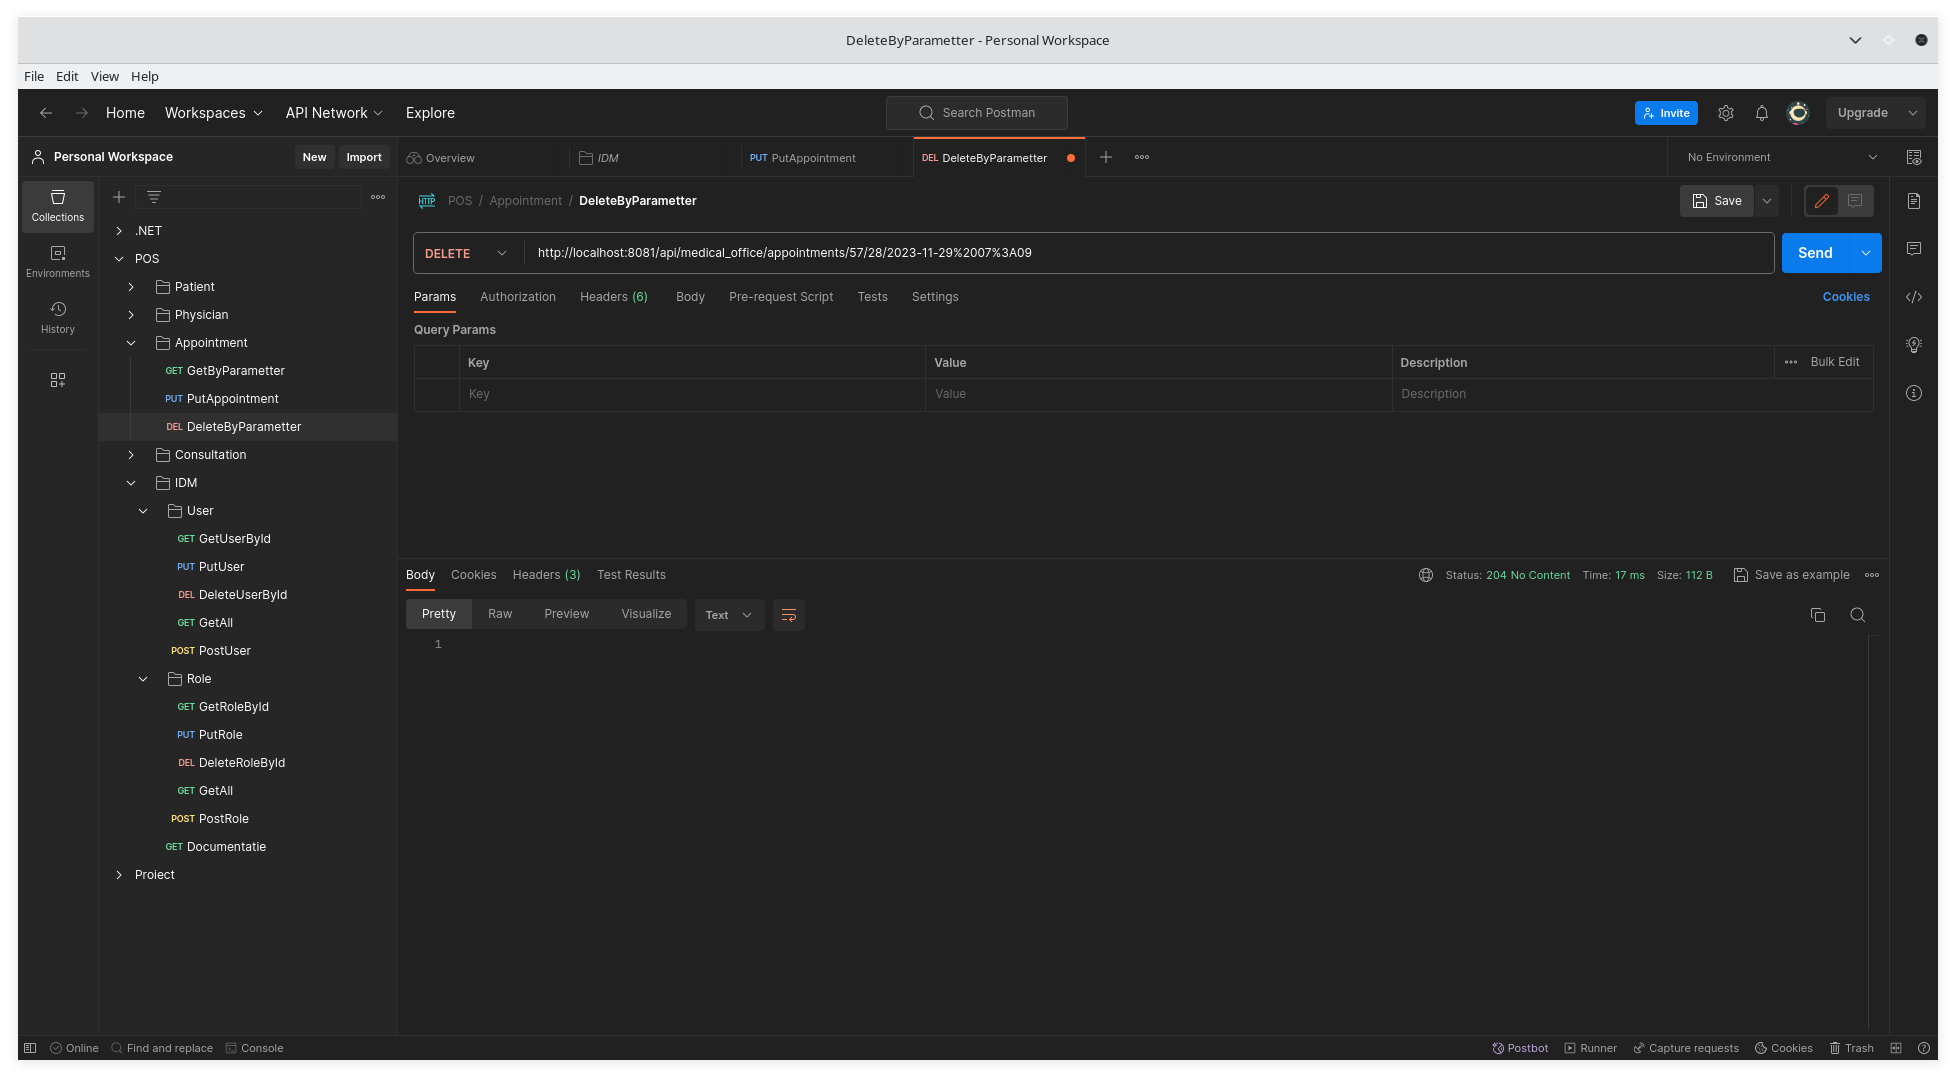 DeleteByParametter - Personal Workspace
File Edit View Help
Home Workspaces API Network Explore Search Postman Invite Upgrade
Personal Workspace New Import
Overview IDM PUT PutAppointment DEL DeleteByParametter No Environment
Collections
Environments
History
.NET
POS
Patient
Physician
Appointment
GET GetByParametter
PUT PutAppointment
DEL DeleteByParametter
Consultation
IDM
User
GET GetUserById
PUT PutUser
DEL DeleteUserById
GET GetAll
POST PostUser
Role
GET GetRoleById
PUT PutRole
DEL DeleteRoleById
GET GetAll
POST PostRole
GET Documentatie
Proiect
HTTP POS / Appointment / DeleteByParametter Save
DELETE http://localhost:8081/api/medical_office/appointments/57/28/2023-11-29%2007%3A09 Send
Params Authorization Headers (6) Body Pre-request Script Tests Settings Cookies
Query Params
Key Value Description Bulk Edit
Key Value Description
Body Cookies Headers (3) Test Results Status: 204 No Content Time: 17 ms Size: 112 B Save as example
Pretty Raw Preview Visualize Text
1
Online Find and replace Console Postbot Runner Capture requests Cookies Trash